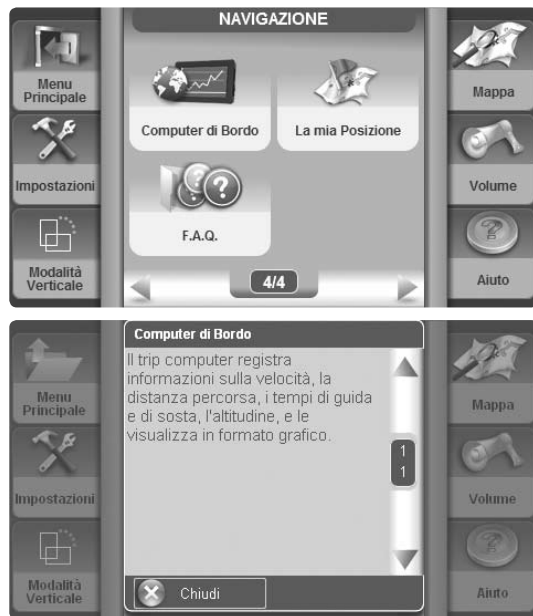 NAVIGAZIONE
Menu
Principale
Computer di Bordo
La mia Posizione
Mappa
Impostazioni
Volume
F.A.Q.
Modalità
Verticale
4/4
Aiuto
Computer di Bordo
Il trip computer registra
informazioni sulla velocità, la
distanza percorsa, i tempi di guida
e di sosta, l'altitudine, e le
visualizza in formato grafico.
Menu
Principale
Mappa
1
1
Impostazioni
Volume
Modalità
Verticale
Chiudi
Aiuto